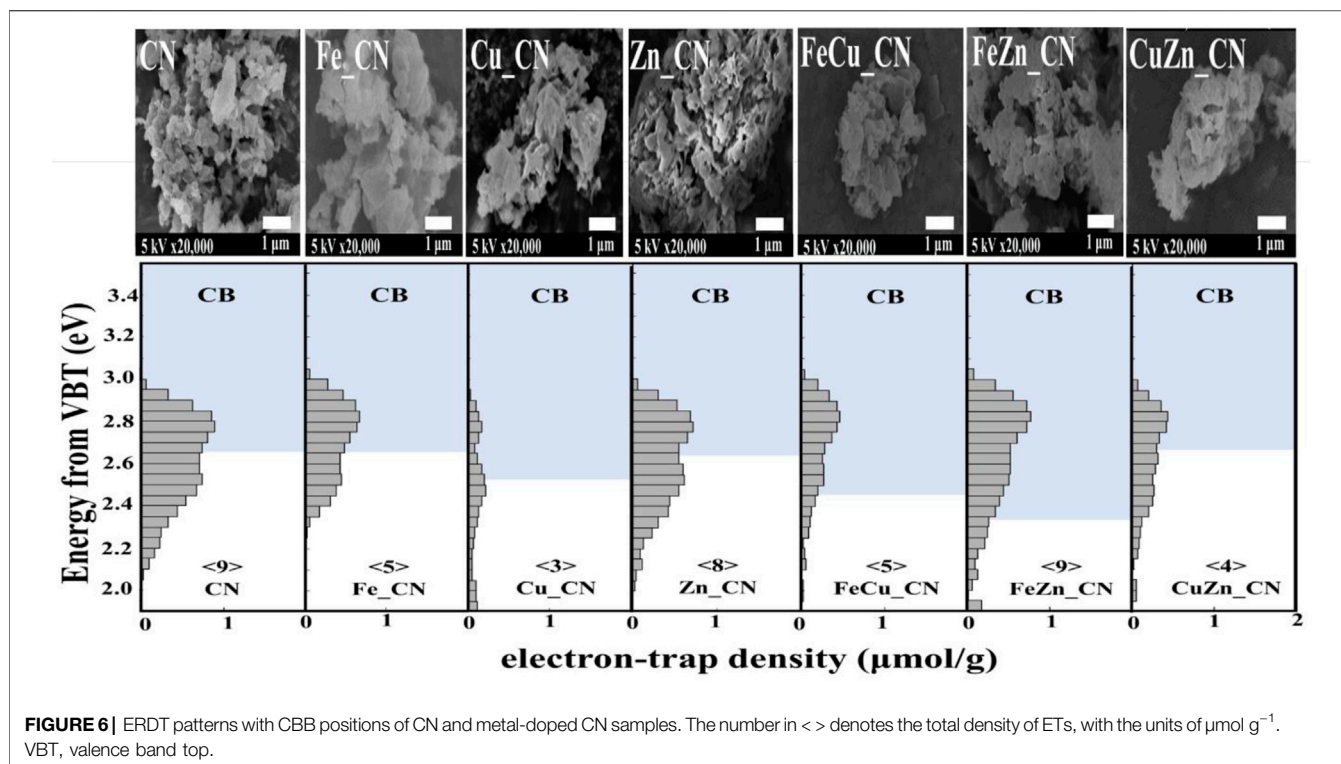 CN Fe_CN Cu_CN Zn_CN FeCu_CN FeZn_CN CuZn_CN
5 kV x20,000 1 µm 5 kV x20,000 1 µm 5 kV x20,000 1 µm 5 kV x20,000 1 µm 5 kV x20,000 1 µm 5 kV x20,000 1 µm 5 kV x20,000 1 µm
Energy from VBT (eV)
3.4 CB CB CB CB CB CB CB
3.2
3.0
2.8
2.6
2.4
2.2
<9> <5> <3> <8> <5> <9> <4>
2.0 CN Fe_CN Cu_CN Zn_CN FeCu_CN FeZn_CN CuZn_CN
0 1 0 1 0 1 0 1 0 1 0 1 0 1 2
electron-trap density (µmol/g)
FIGURE 6 | ERDT patterns with CBB positions of CN and metal-doped CN samples. The number in < > denotes the total density of ETs, with the units of µmol g⁻¹.
VBT, valence band top.